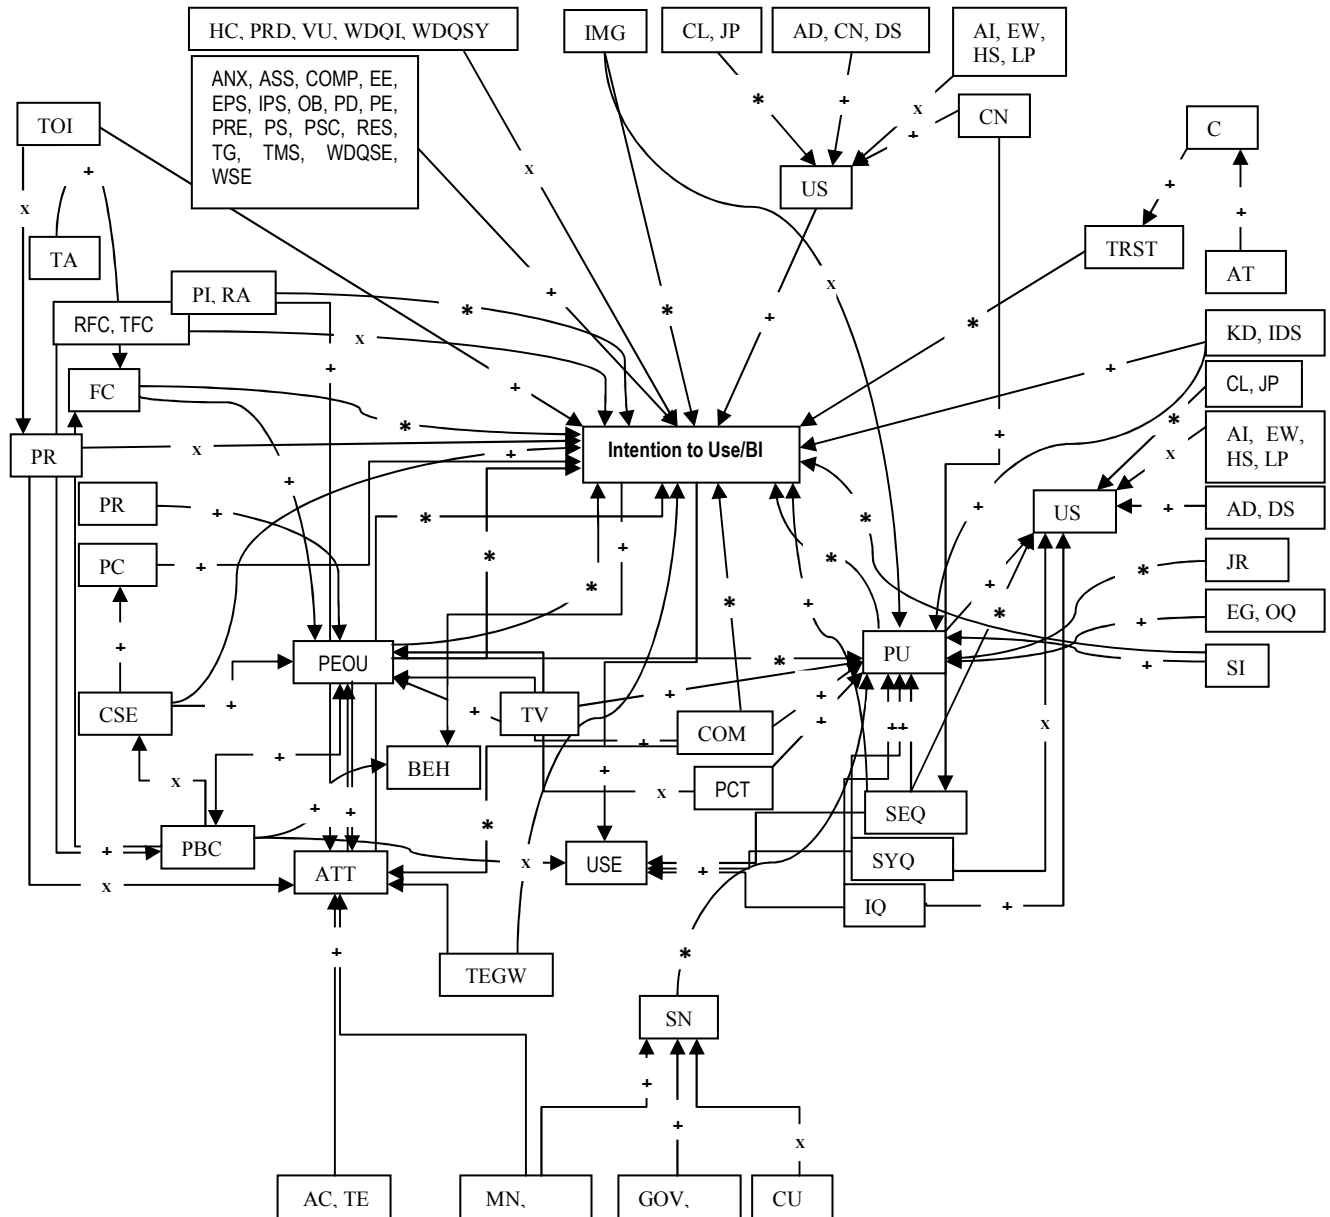 HC, PRD, VU, WDQI, WDQSY
IMG
CL, JP
AD, CN, DS
AI, EW,
HS, LP
ANX, ASS, COMP, EE,
EPS, IPS, OB, PD, PE,
PRE, PS, PSC, RES,
TG, TMS, WDQSE,
WSE
TOI
CN
C
x
*
+
x
+
+
+
x
US
TRST
AT
TA
PI, RA
RFC, TFC
+
x
*
x
*
+
*
+
KD, IDS
FC
+
+
*
CL, JP
PR
x
Intention to Use/BI
+
+
*
x
AI, EW,
HS, LP
PR
+
+
*
*
+
US
+
AD, DS
PC
+
*
+
*
*
+
*
+
*
JR
+
EG, OQ
+
PEOU
*
PU
+
SI
CSE
+
TV
+
+
COM
+
+
+
++
x
+
BEH
x
PCT
x
+
+
*
SEQ
PBC
+
x
USE
+
SYQ
x
ATT
IQ
+
+
TEGW
*
SN
+
+
x
AC, TE
MN,
GOV,
CU